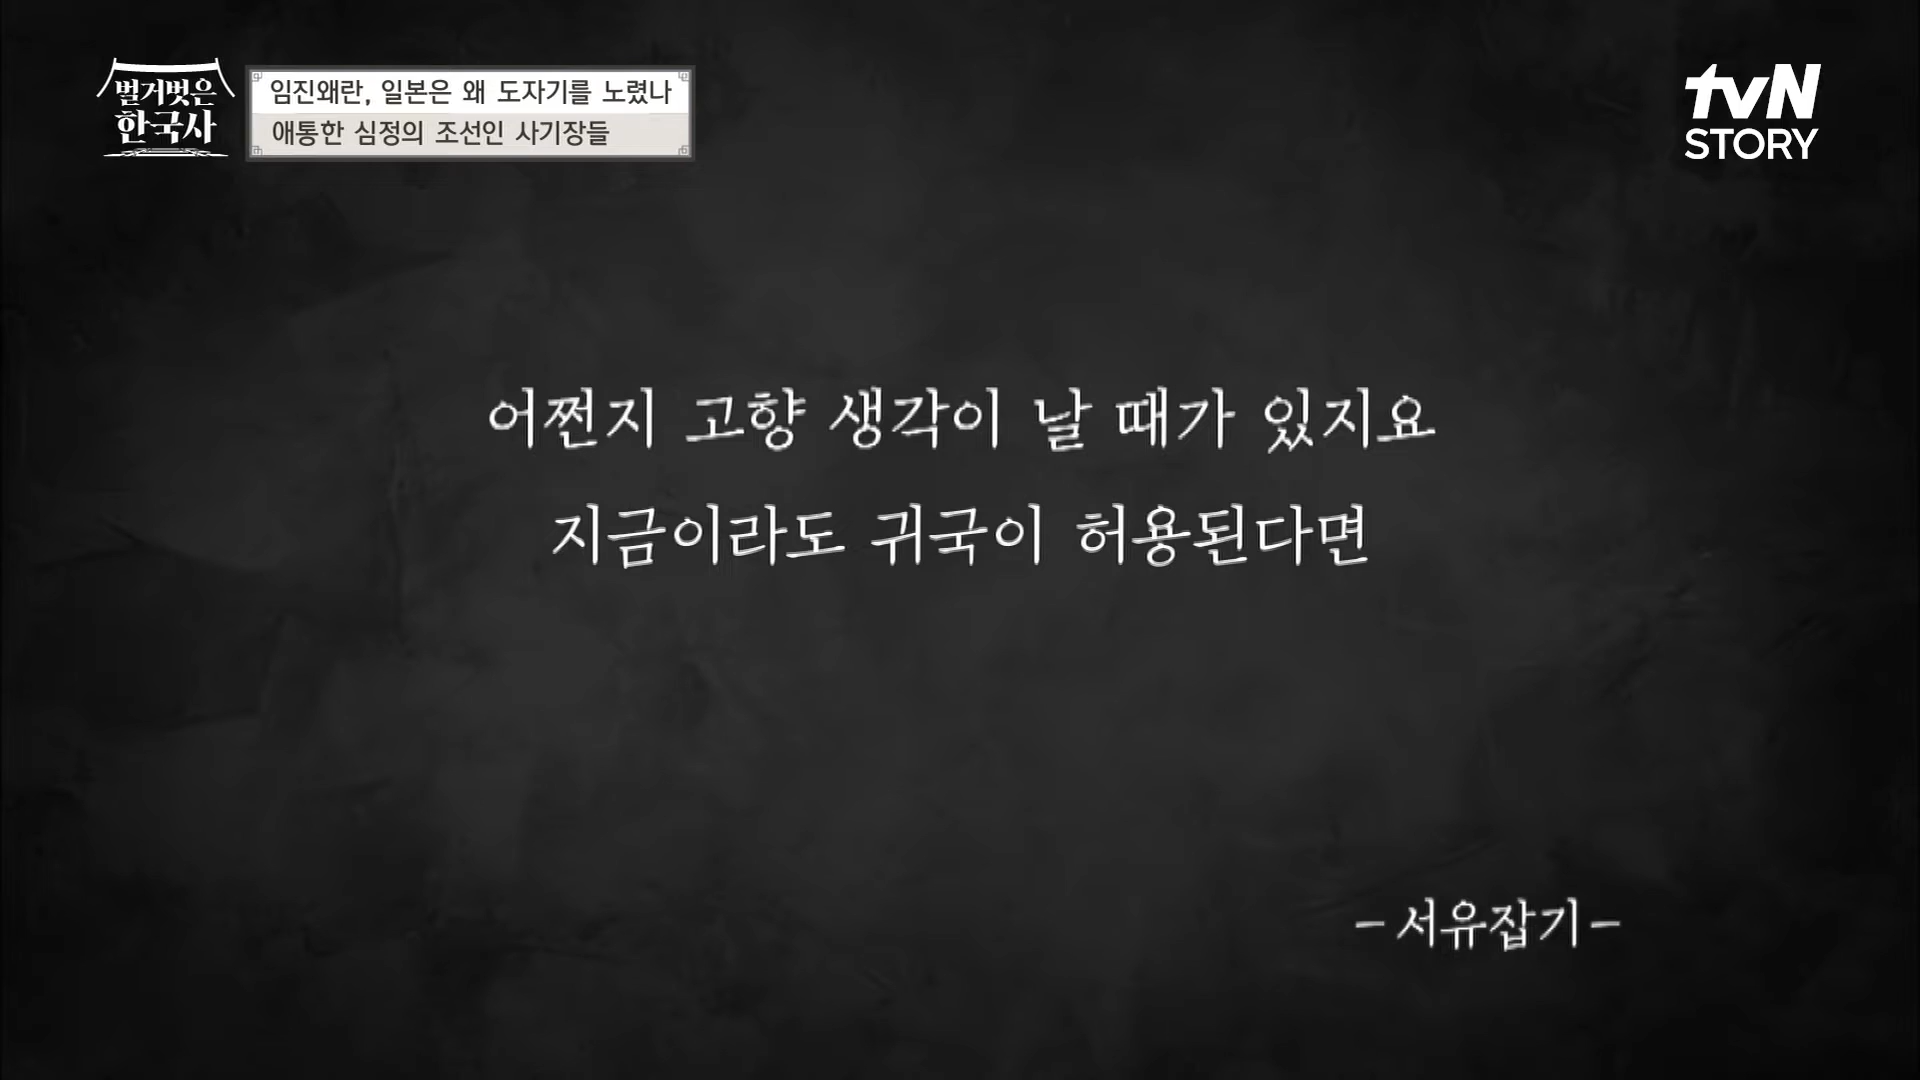 벌거벗은
한국사
임진왜란, 일본은 왜 도자기를 노렸나
애통한 심정의 조선인 사기장들
tvN
STORY
어쩐지 고향 생각이 날 때가 있지요
지금이라도 귀국이 허용된다면
- 서유잡기 -